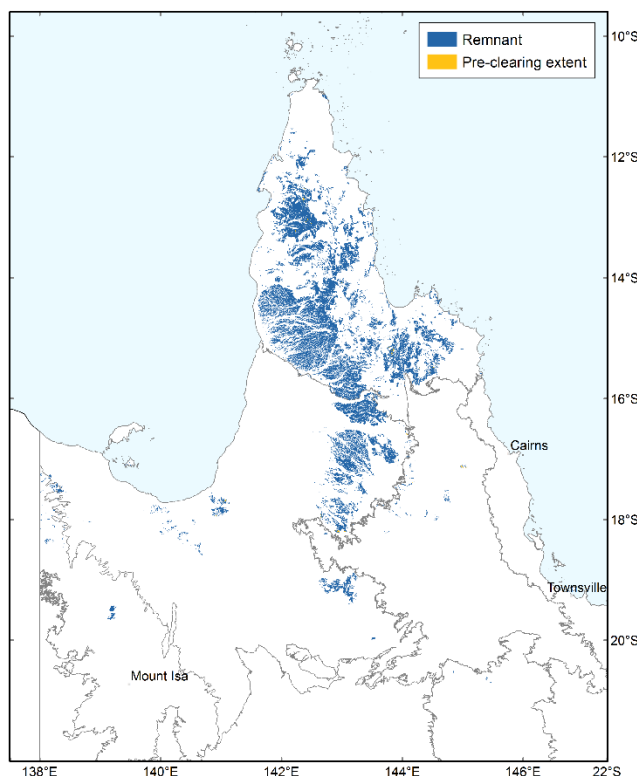 Remnant
Pre-clearing extent
10°S
12°S
14°S
16°S
Cairns
18°S
Townsville
20°S
Mount Isa
138°E
140°E
142°E
144°E
146°E
22°S